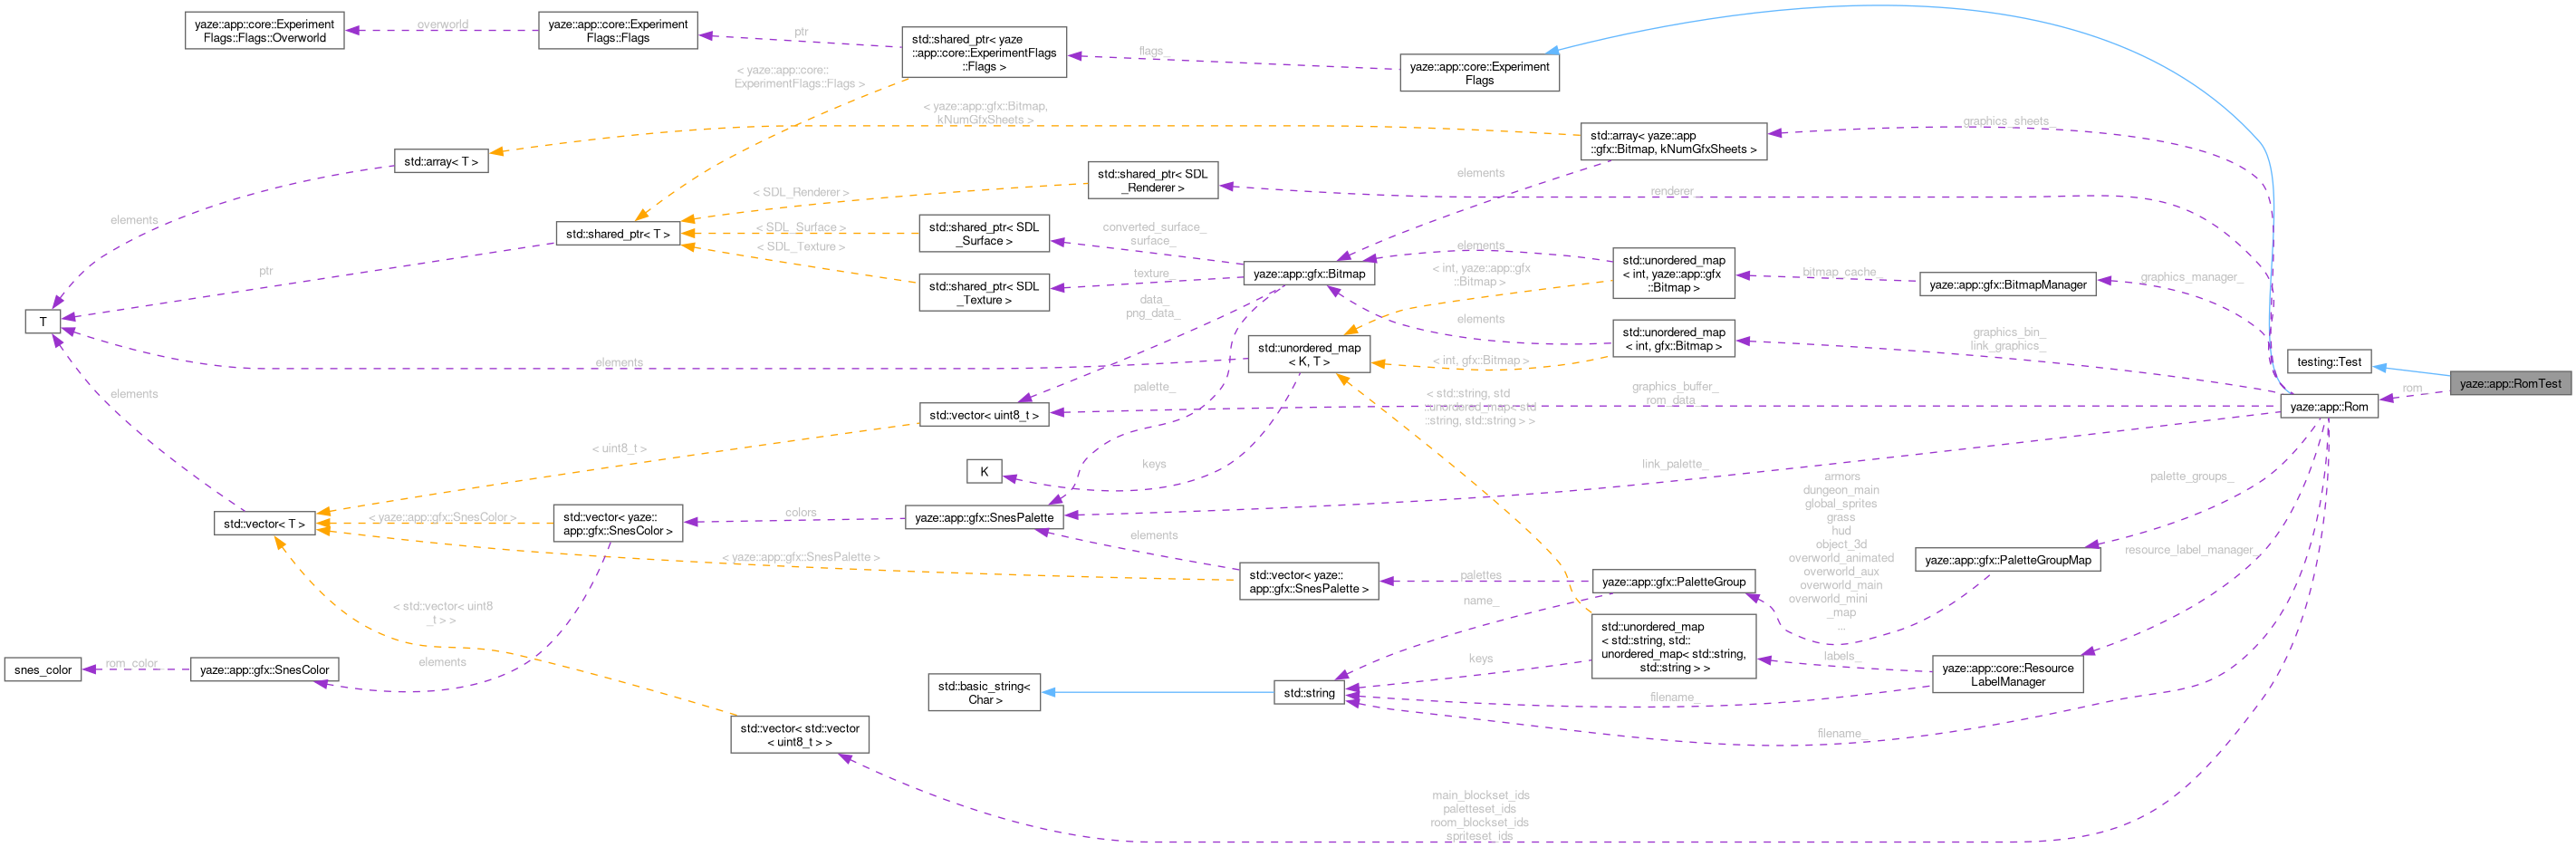 yaze::app::core::Experiment
Flags::Flags::Overworld
overworld
yaze::app::core::Experiment
Flags::Flags
ptr
std::shared_ptr< yaze
::app::core::ExperimentFlags
::Flags >
flags_
yaze::app::core::Experiment
Flags
< yaze::app::core::
ExperimentFlags::Flags >
< yaze::app::gfx::Bitmap,
kNumGfxSheets >
std::array< yaze::app
::gfx::Bitmap, kNumGfxSheets >
graphics_sheets_
std::array< T >
elements
std::shared_ptr< SDL
_Renderer >
< SDL_Renderer >
renderer_
elements
std::shared_ptr< T >
< SDL_Surface >
std::shared_ptr< SDL
_Surface >
converted_surface_
surface_
< SDL_Texture >
std::shared_ptr< SDL
_Texture >
texture_
ptr
yaze::app::gfx::Bitmap
elements
std::unordered_map
< int, yaze::app::gfx
::Bitmap >
bitmap_cache_
yaze::app::gfx::BitmapManager
graphics_manager_
< int, yaze::app::gfx
::Bitmap >
data_
png_data_
T
elements
std::unordered_map
< int, gfx::Bitmap >
graphics_bin_
link_graphics_
std::unordered_map
< K, T >
< int, gfx::Bitmap >
elements
testing::Test
yaze::app::RomTest
rom_
yaze::app::Rom
elements
palette_
< std::string, std
::unordered_map< std
::string, std::string > >
graphics_buffer_
rom_data_
std::vector< uint8_t >
< uint8_t >
K
keys
link_palette_
palette_groups_
std::vector< T >
< yaze::app::gfx::SnesColor >
std::vector< yaze::
app::gfx::SnesColor >
colors
yaze::app::gfx::SnesPalette
elements
armors
dungeon_main
global_sprites
grass
hud
object_3d
overworld_animated
overworld_aux
overworld_main
overworld_mini
_map
...
< yaze::app::gfx::SnesPalette >
std::vector< yaze::
app::gfx::SnesPalette >
palettes
yaze::app::gfx::PaletteGroup
yaze::app::gfx::PaletteGroupMap
resource_label_manager_
name_
< std::vector< uint8
_t > >
std::unordered_map
< std::string, std::
unordered_map< std::string,
std::string > >
keys
labels_
yaze::app::core::Resource
LabelManager
snes_color
rom_color_
yaze::app::gfx::SnesColor
elements
std::basic_string<
Char >
std::string
filename_
filename_
std::vector< std::vector
< uint8_t > >
main_blockset_ids
paletteset_ids
room_blockset_ids
spriteset_ids